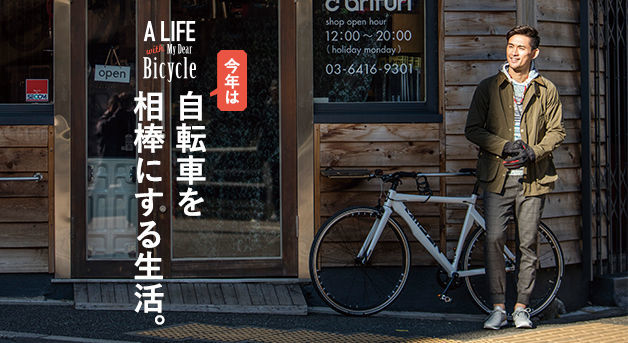 A LIFE
with My Dear
Bicycle
今年は
自転車を
相棒にする生活。
open
SECOM
shop open hour
12:00〜20:00
(holiday monday)
03-6416-9301